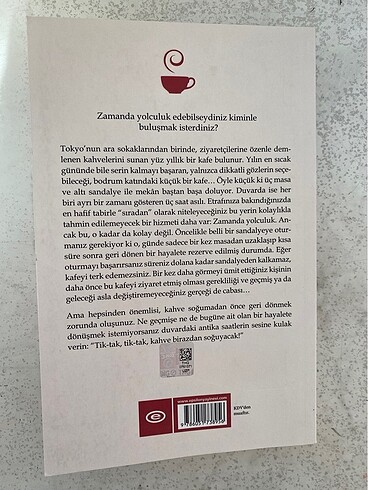 Zamanda yolculuk edebilseydiniz kiminle
buluşmak isterdiniz?
Tokyo'nun ara sokaklarından birinde, ziyaretçilerine özenle dem-
lenen kahvelerini sunan yüz yıllık bir kafe bulunur. Yılın en sıcak
gününde bile serin kalmayı başaran, yalnızca dikkatli gözlerin seçe-
bileceği, bodrum katındaki küçük bir kafe... Öyle küçük ki üç masa
ve altı sandalye ile mekân baştan başa doluyor. Duvarda ise her
biri ayrı bir zamanı gösteren üç saat asılı. Etrafınıza bakındığınızda
en hafif tabirle "sıradan" olarak niteleyeceğiniz bu yerin kolaylıkla
tahmin edilemeyecek bir hizmeti daha var: Zamanda yolculuk. An-
cak bu, o kadar da kolay değil. Öncelikle belli bir sandalyeye otur-
manız gerekiyor ki o, günde sadece bir kez masadan uzaklaşıp kısa
süre sonra geri dönen bir hayalete rezerve edilmiş durumda. Eğer
oturmayı başarırsanız süreniz dolana kadar sandalyeden kalkamaz,
kafeyi terk edemezsiniz. Bir kez daha görmeyi ümit ettiğiniz kişinin
daha önce bu kafeyi ziyaret etmiş olması gerekliliği ve geçmiş ya da
geleceği asla değiştiremeyeceğiniz gerçeği de cabası...
Ama hepsinden önemlisi, kahve soğumadan önce geri dönmek
zorunda oluşunuz. Ne geçmişe ne de bugüne ait olan bir hayalete
dönüşmek istemiyorsanız duvardaki antika saatlerin sesine kulak
verin: "Tik-tak, tik-tak, kahve birazdan soğuyacak!"
www.epsilonyayinevi.com
KDV'den
muaftır.